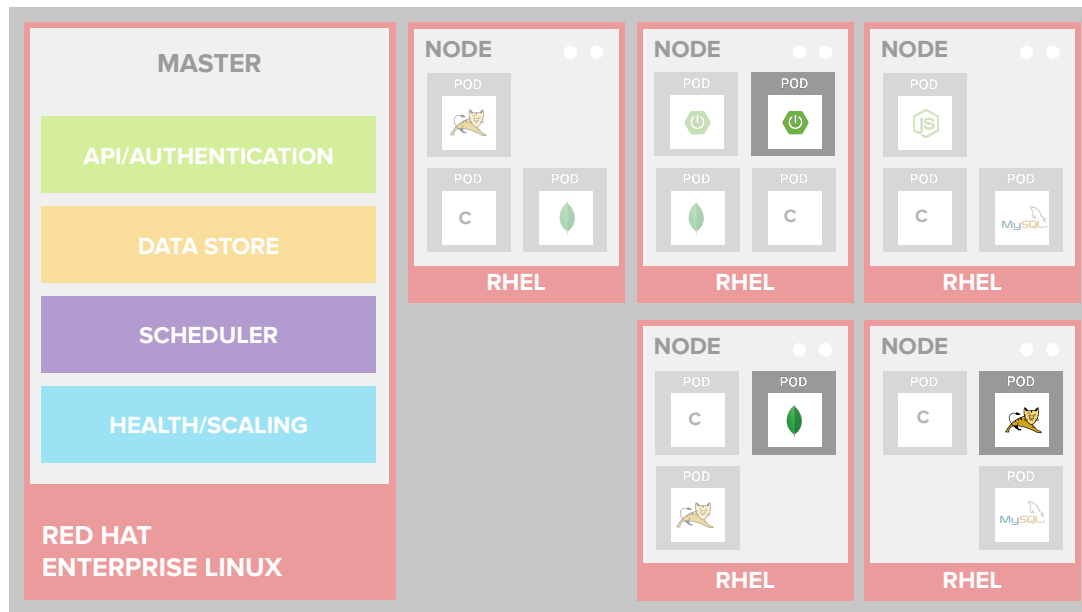 MASTER
API/AUTHENTICATION
DATA STORE
SCHEDULER
HEALTH/SCALING
RED HAT
ENTERPRISE LINUX
NODE
POD
POD
C
POD
RHEL
NODE
POD
POD
POD
POD
C
RHEL
NODE
POD
JS
POD
C
POD
MySQL
RHEL
NODE
POD
C
POD
POD
RHEL
NODE
POD
C
POD
POD
MySQL
RHEL